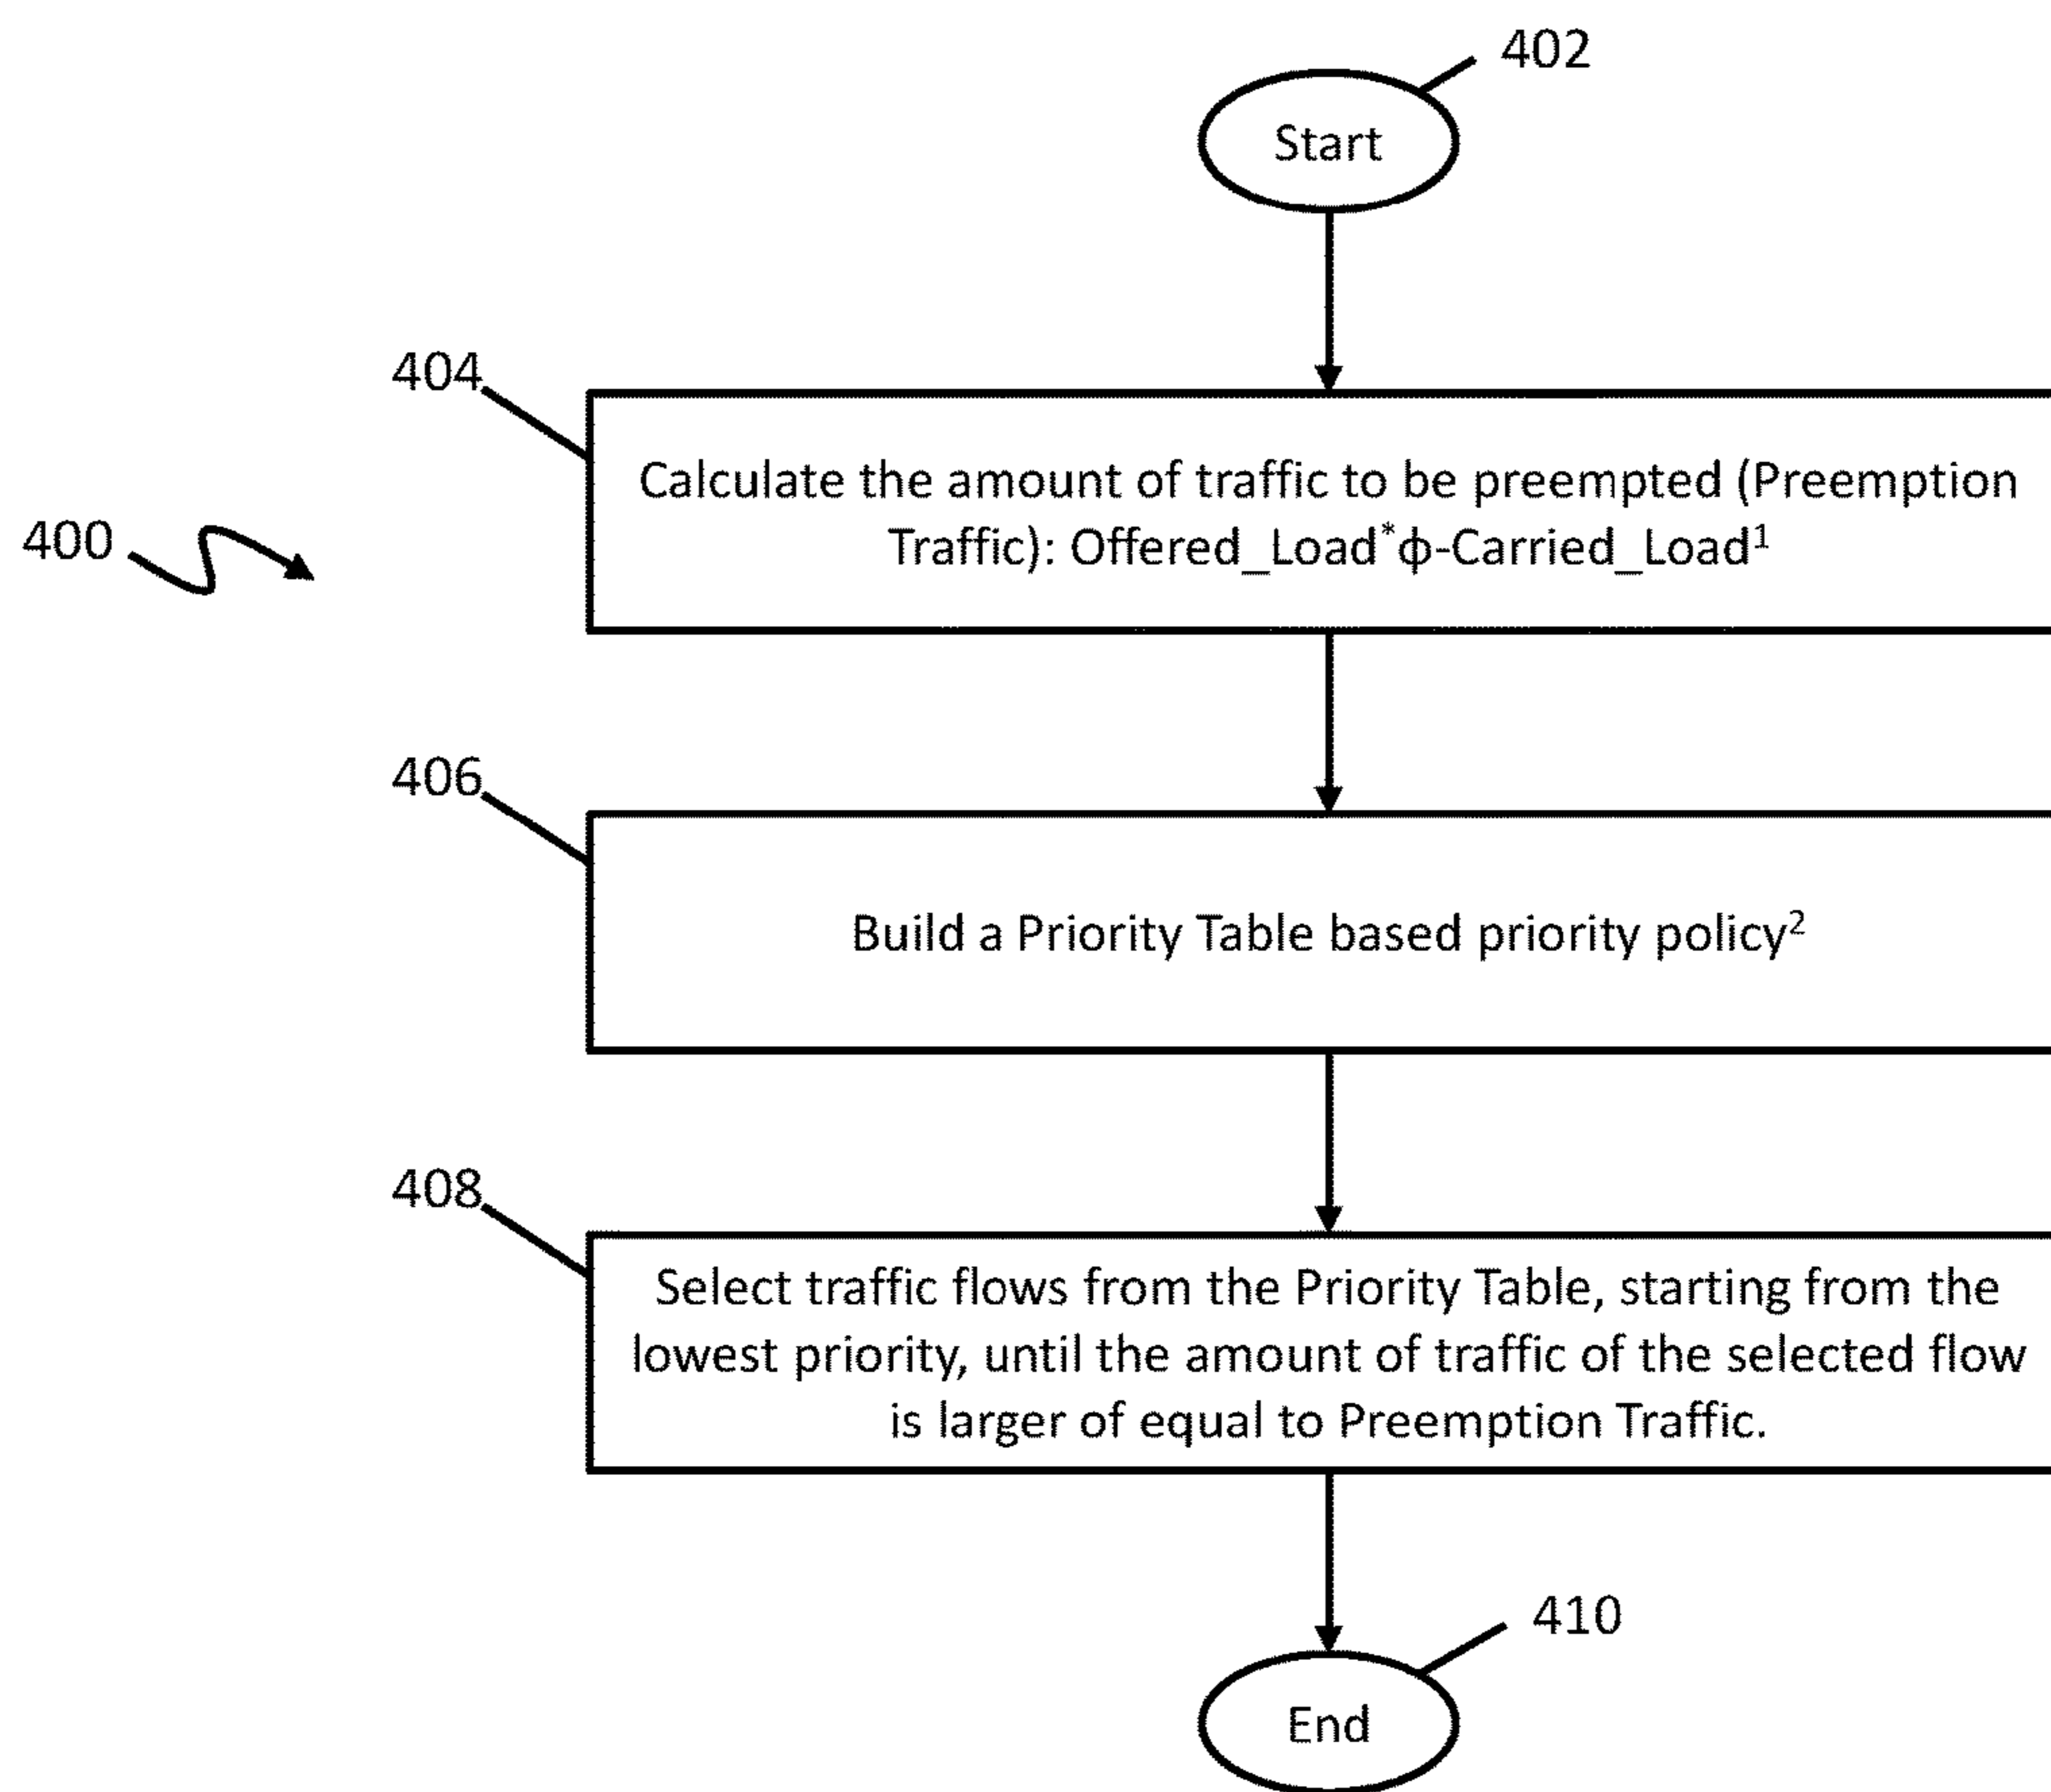 402
Start
404
Calculate the amount of traffic to be preempted (Preemption
Traffic): Offered_Load*ϕ-Carried_Load¹
400
406
Build a Priority Table based priority policy²
408
Select traffic flows from the Priority Table, starting from the
lowest priority, until the amount of traffic of the selected flow
is larger of equal to Preemption Traffic.
410
End